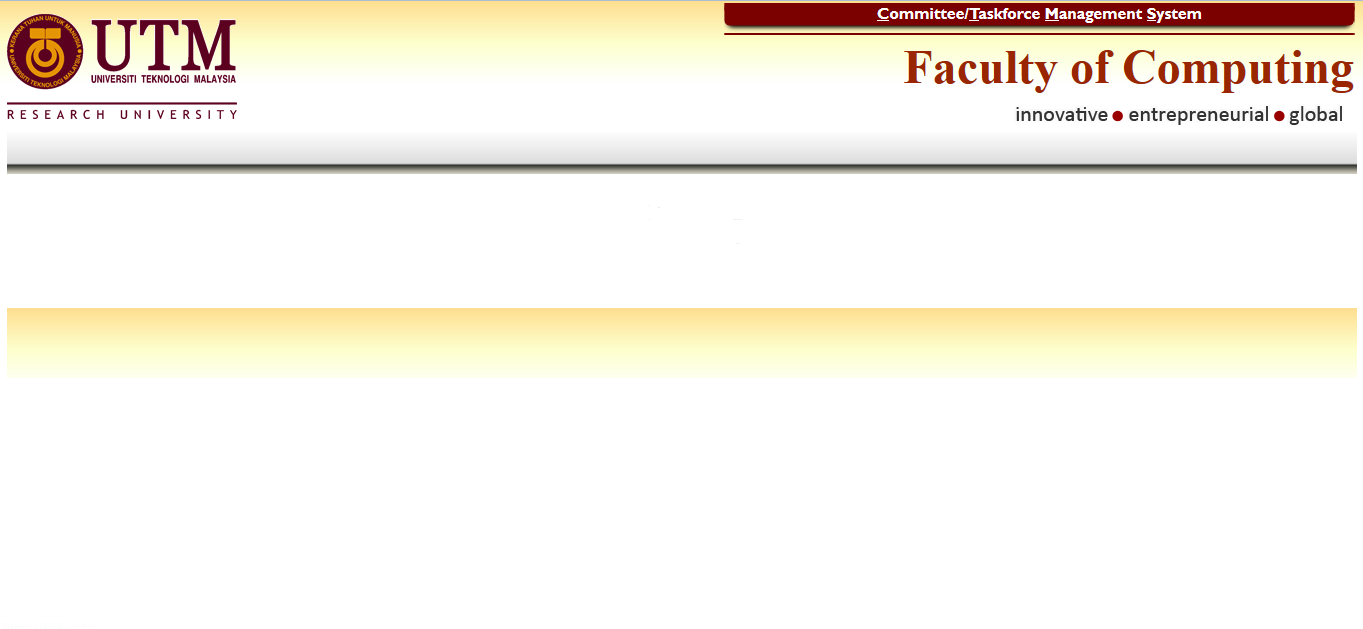 Committee/Taskforce Management System
KERANA TUHAN UNTUK MANUSIA
UNIVERSITI TEKNOLOGI MALAYSIA
UTM
UNIVERSITI TEKNOLOGI MALAYSIA
RESEARCH UNIVERSITY
Faculty of Computing
innovative ● entrepreneurial ● global